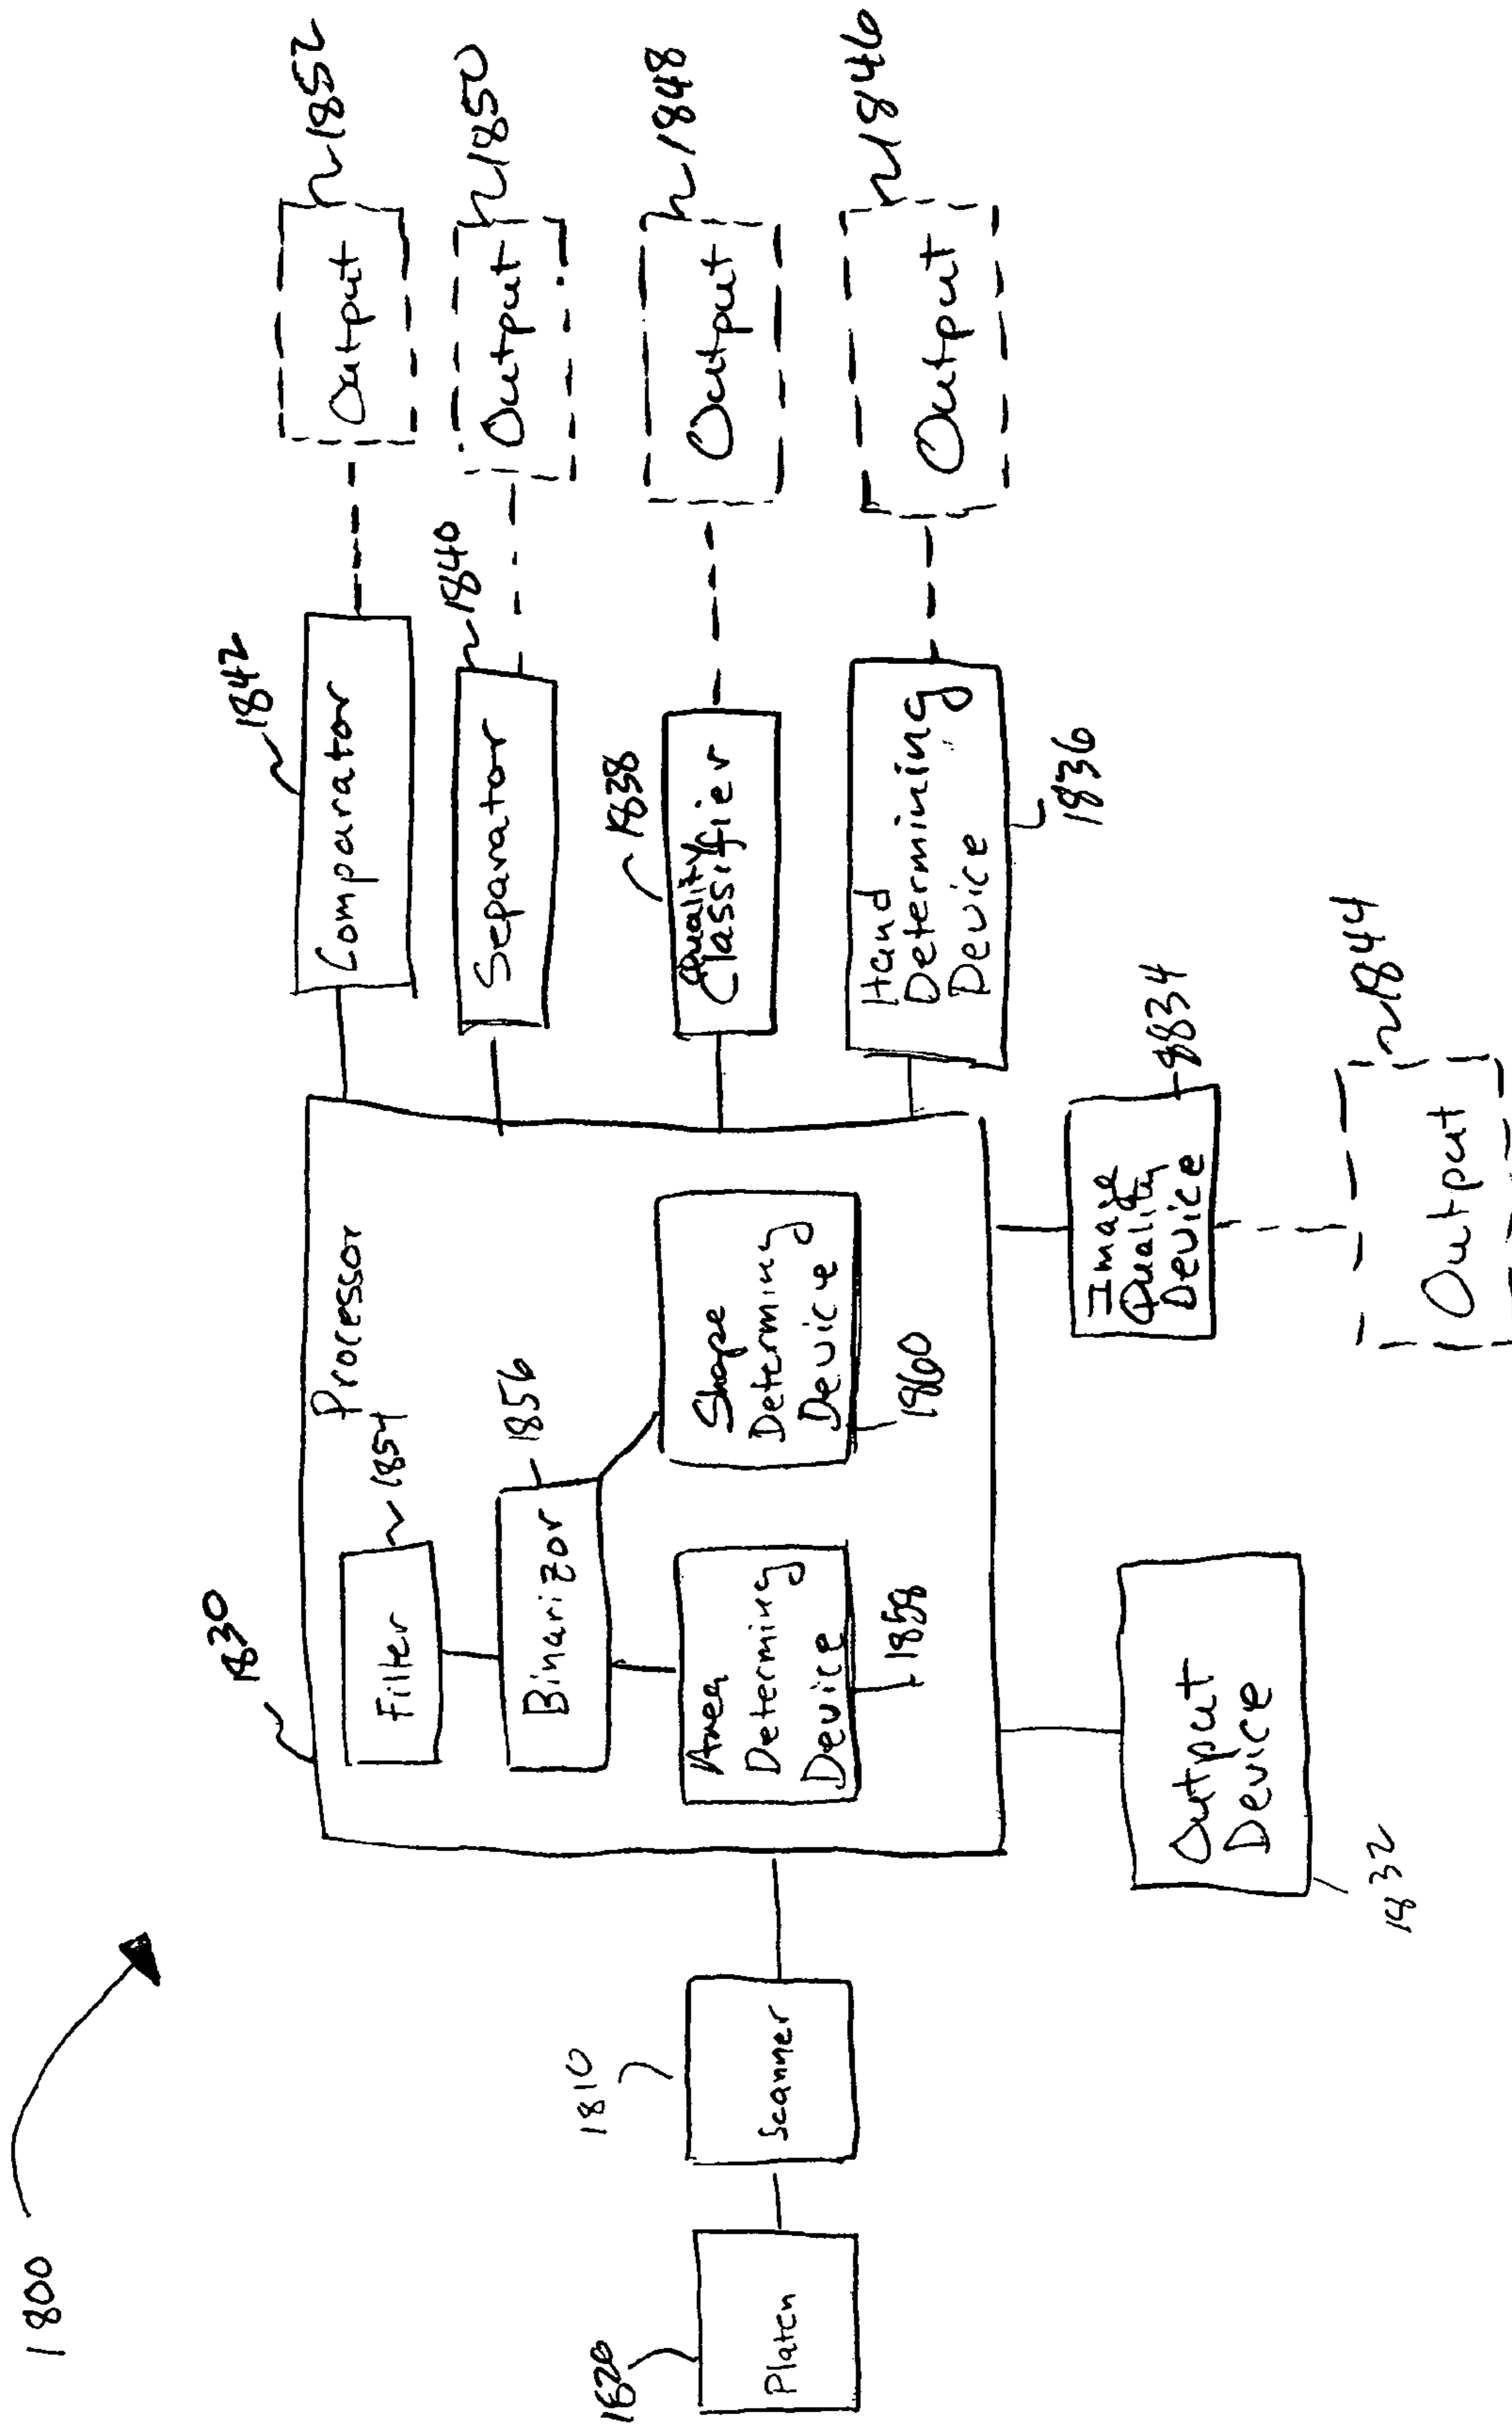 1800
1830
1842
1852
Processor
Comparator
Output
Filter
1854
1840
1850
Binarizor
1856
Separator
Output
1820
1810
1838
1848
Platen
Scanner
Area
Determining
Device
Shape
Determining
Device
Quality
Classifier
Output
1858
1860
Hand
Determining
Device
Output
1846
1836
Output
Device
Image
Quality
Device
1834
1832
1844
Output